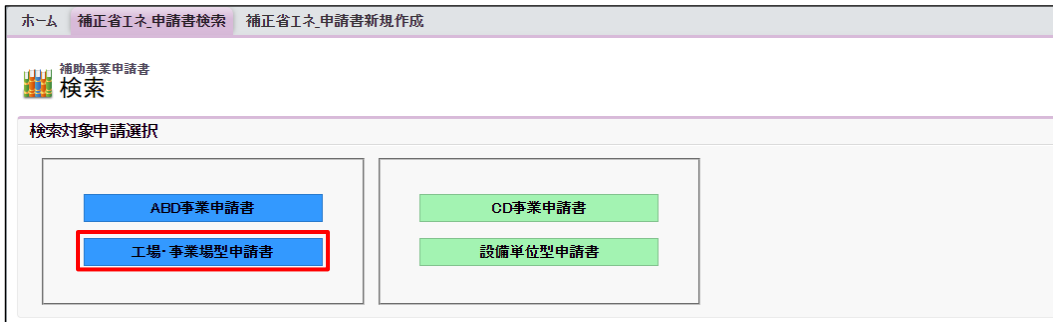 ホーム 補正省エネ_申請書検索 補正省エネ_申請書新規作成
補助事業申請書
検索
検索対象申請選択
ABD事業申請書
工場・事業場型申請書
CD事業申請書
設備単位型申請書